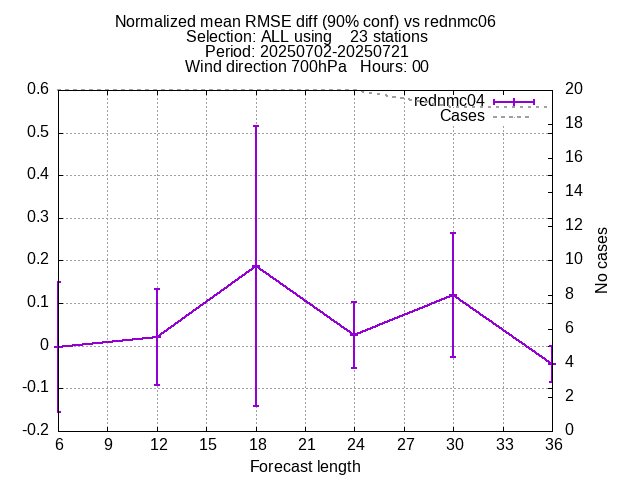 Normalized mean RMSE diff (90% conf) vs rednmc06
Selection: ALL using    23 stations
Period: 20250702-20250721
Wind direction 700hPa   Hours: 00
rednmc04
Cases
0.6
0.5
0.4
0.3
0.2
0.1
0
-0.1
-0.2
20
18
16
14
12
10
8
6
4
2
0
No cases
6 9 12 15 18 21 24 27 30 33 36
Forecast length